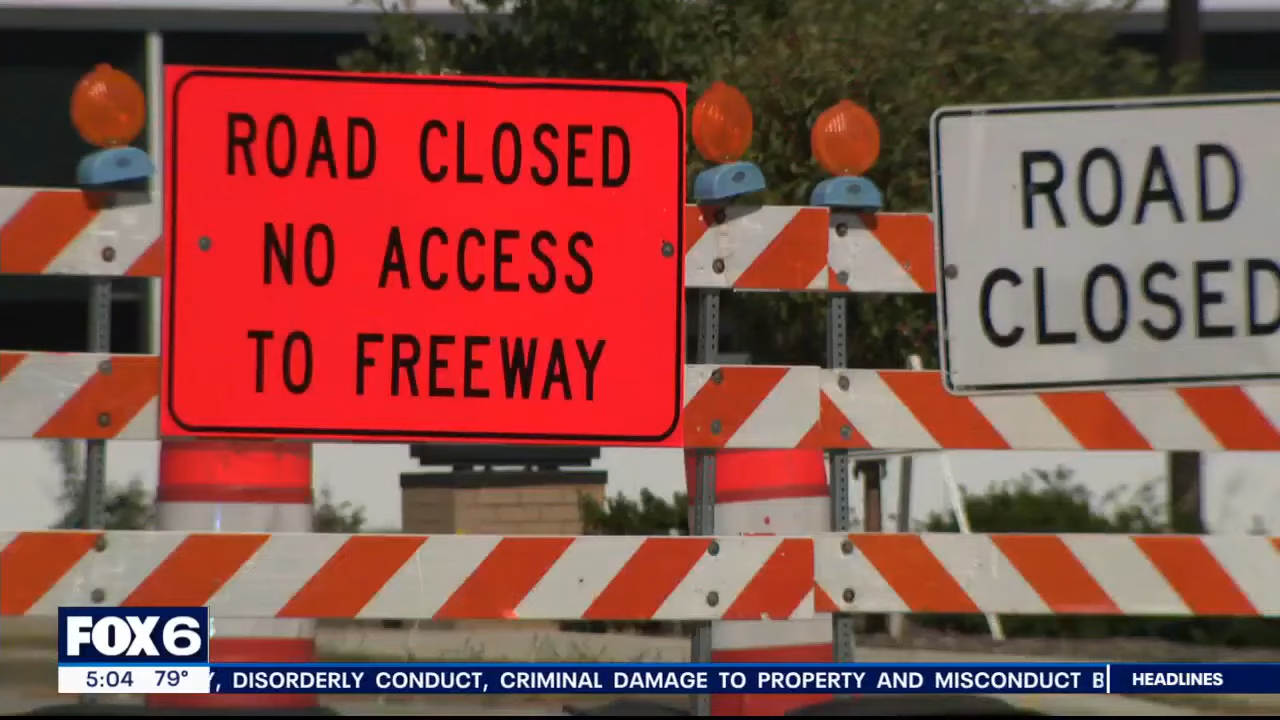 ROAD CLOSED
NO ACCESS
TO FREEWAY
ROAD
CLOSED
FOX6
5:04 79°
, DISORDERLY CONDUCT, CRIMINAL DAMAGE TO PROPERTY AND MISCONDUCT B
HEADLINES